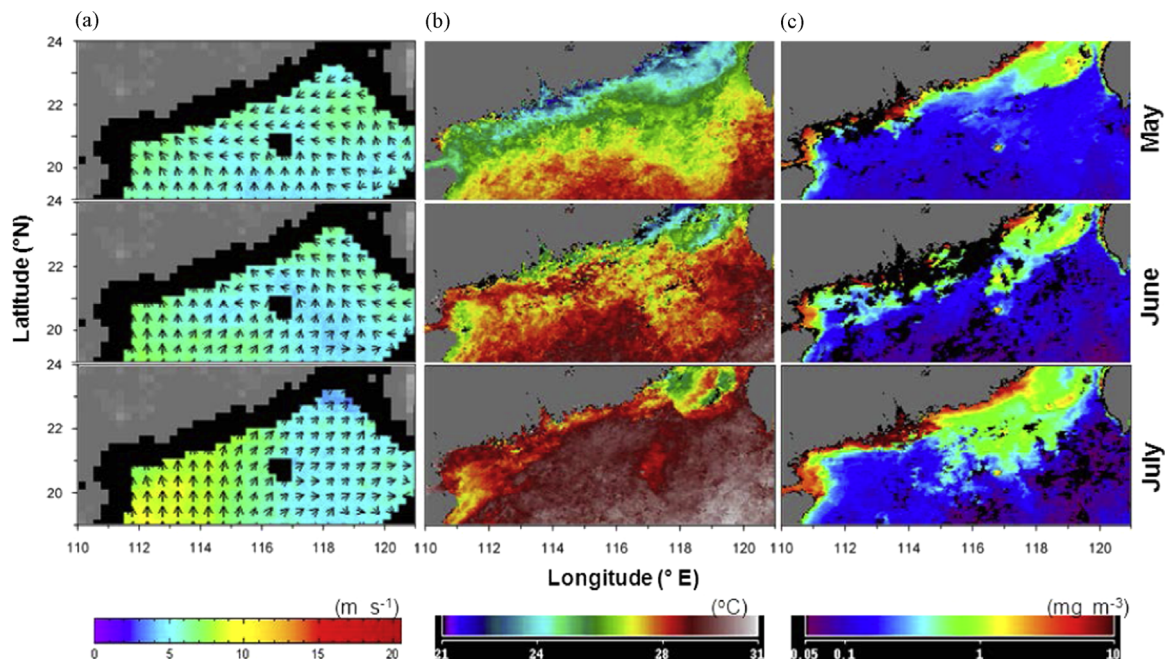 (a) (b) (c)
24
22
20
24
22
20
24
22
20
Latitude (°N)
May
June
July
110 112 114 116 118 120 110 112 114 116 118 120 110 112 114 116 118 120
Longitude (° E)
(m s-1) (ºC) (mg m-3)
0 5 10 15 20 21 24 28 31 0.05 0.1 1 10